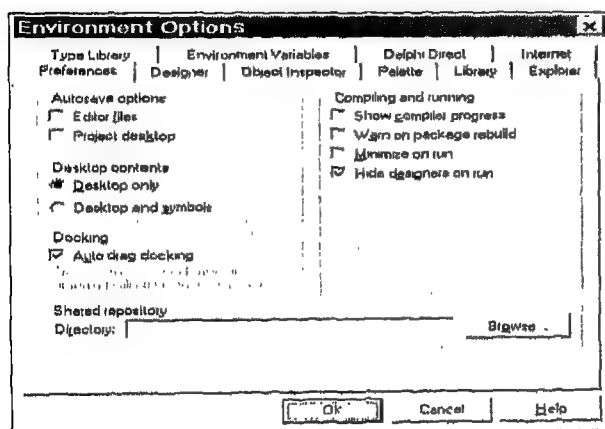 Environment Options
Type Library Environment Variables Delphi Direct Internet
Preferences Designer Object Inspector Palette Library Explorer
Autosave options
Editor files
Project desktop
Desktop contents
Desktop only
Desktop and symbols
Docking
Auto drag docking
Shared repository
Directory:
Browse
Compiling and running
Show compiler progress
Warn on package rebuild
Minimize on run
Hide designers on run
Ok Cancel Help